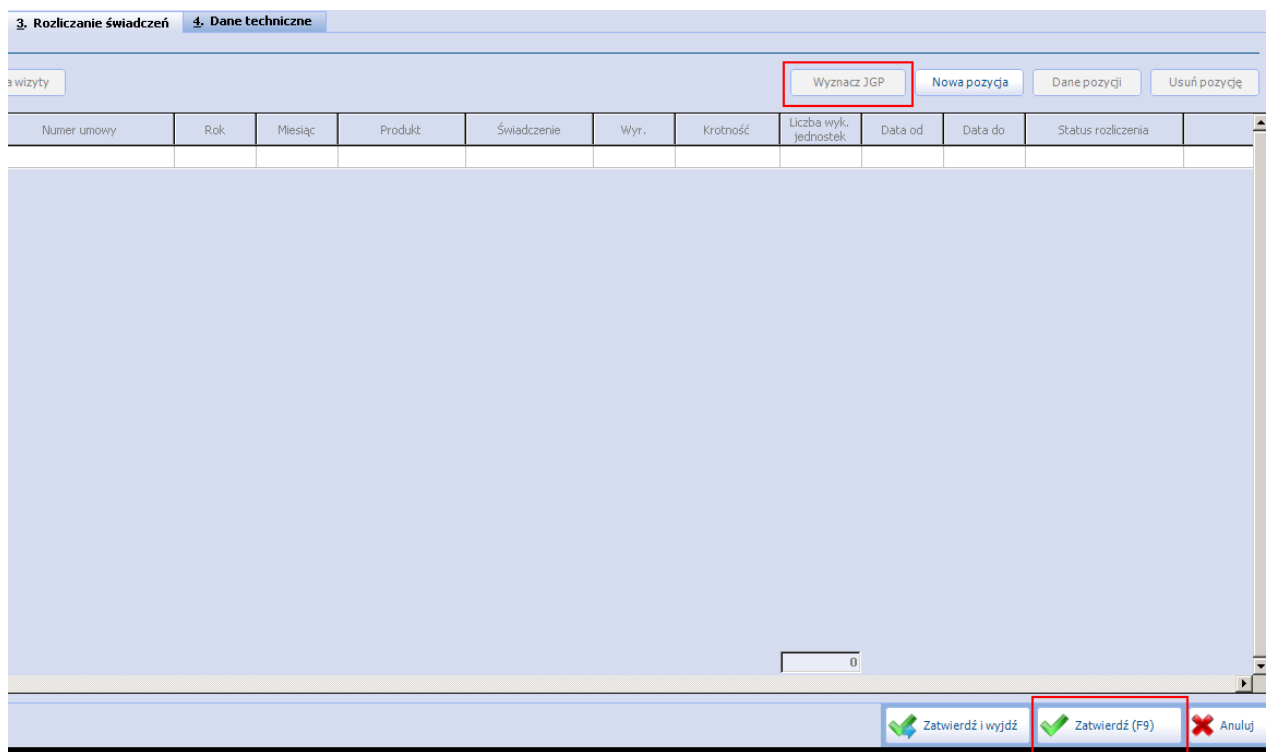 3. Rozliczanie świadczeń 4. Dane techniczne
a wizyty Wyznacz JGP Nowa pozycja Dane pozycji Usuń pozycję
Numer umowy Rok Miesiąc Produkt Świadczenie Wyr. Krotność Liczba wyk. jednostek Data od Data do Status rozliczenia
0
Zatwierdź i wyjdź Zatwierdź (F9) Anuluj